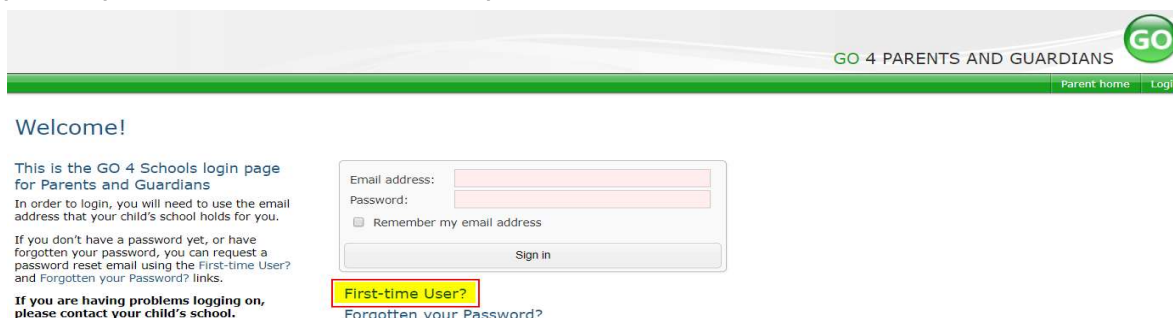 GO
GO 4 PARENTS AND GUARDIANS
Parent home
Welcome!
This is the GO 4 Schools login page
for Parents and Guardians
In order to login, you will need to use the email
address that your child's school holds for you.
If you don't have a password yet, or have
forgotten your password, you can request a
password reset email using the First-time User?
and Forgotten your Password? links.
If you are having problems logging on,
please contact your child's school.
Email address:
Password:
Remember my email address
Sign in
First-time User?
Forgotten your Password?